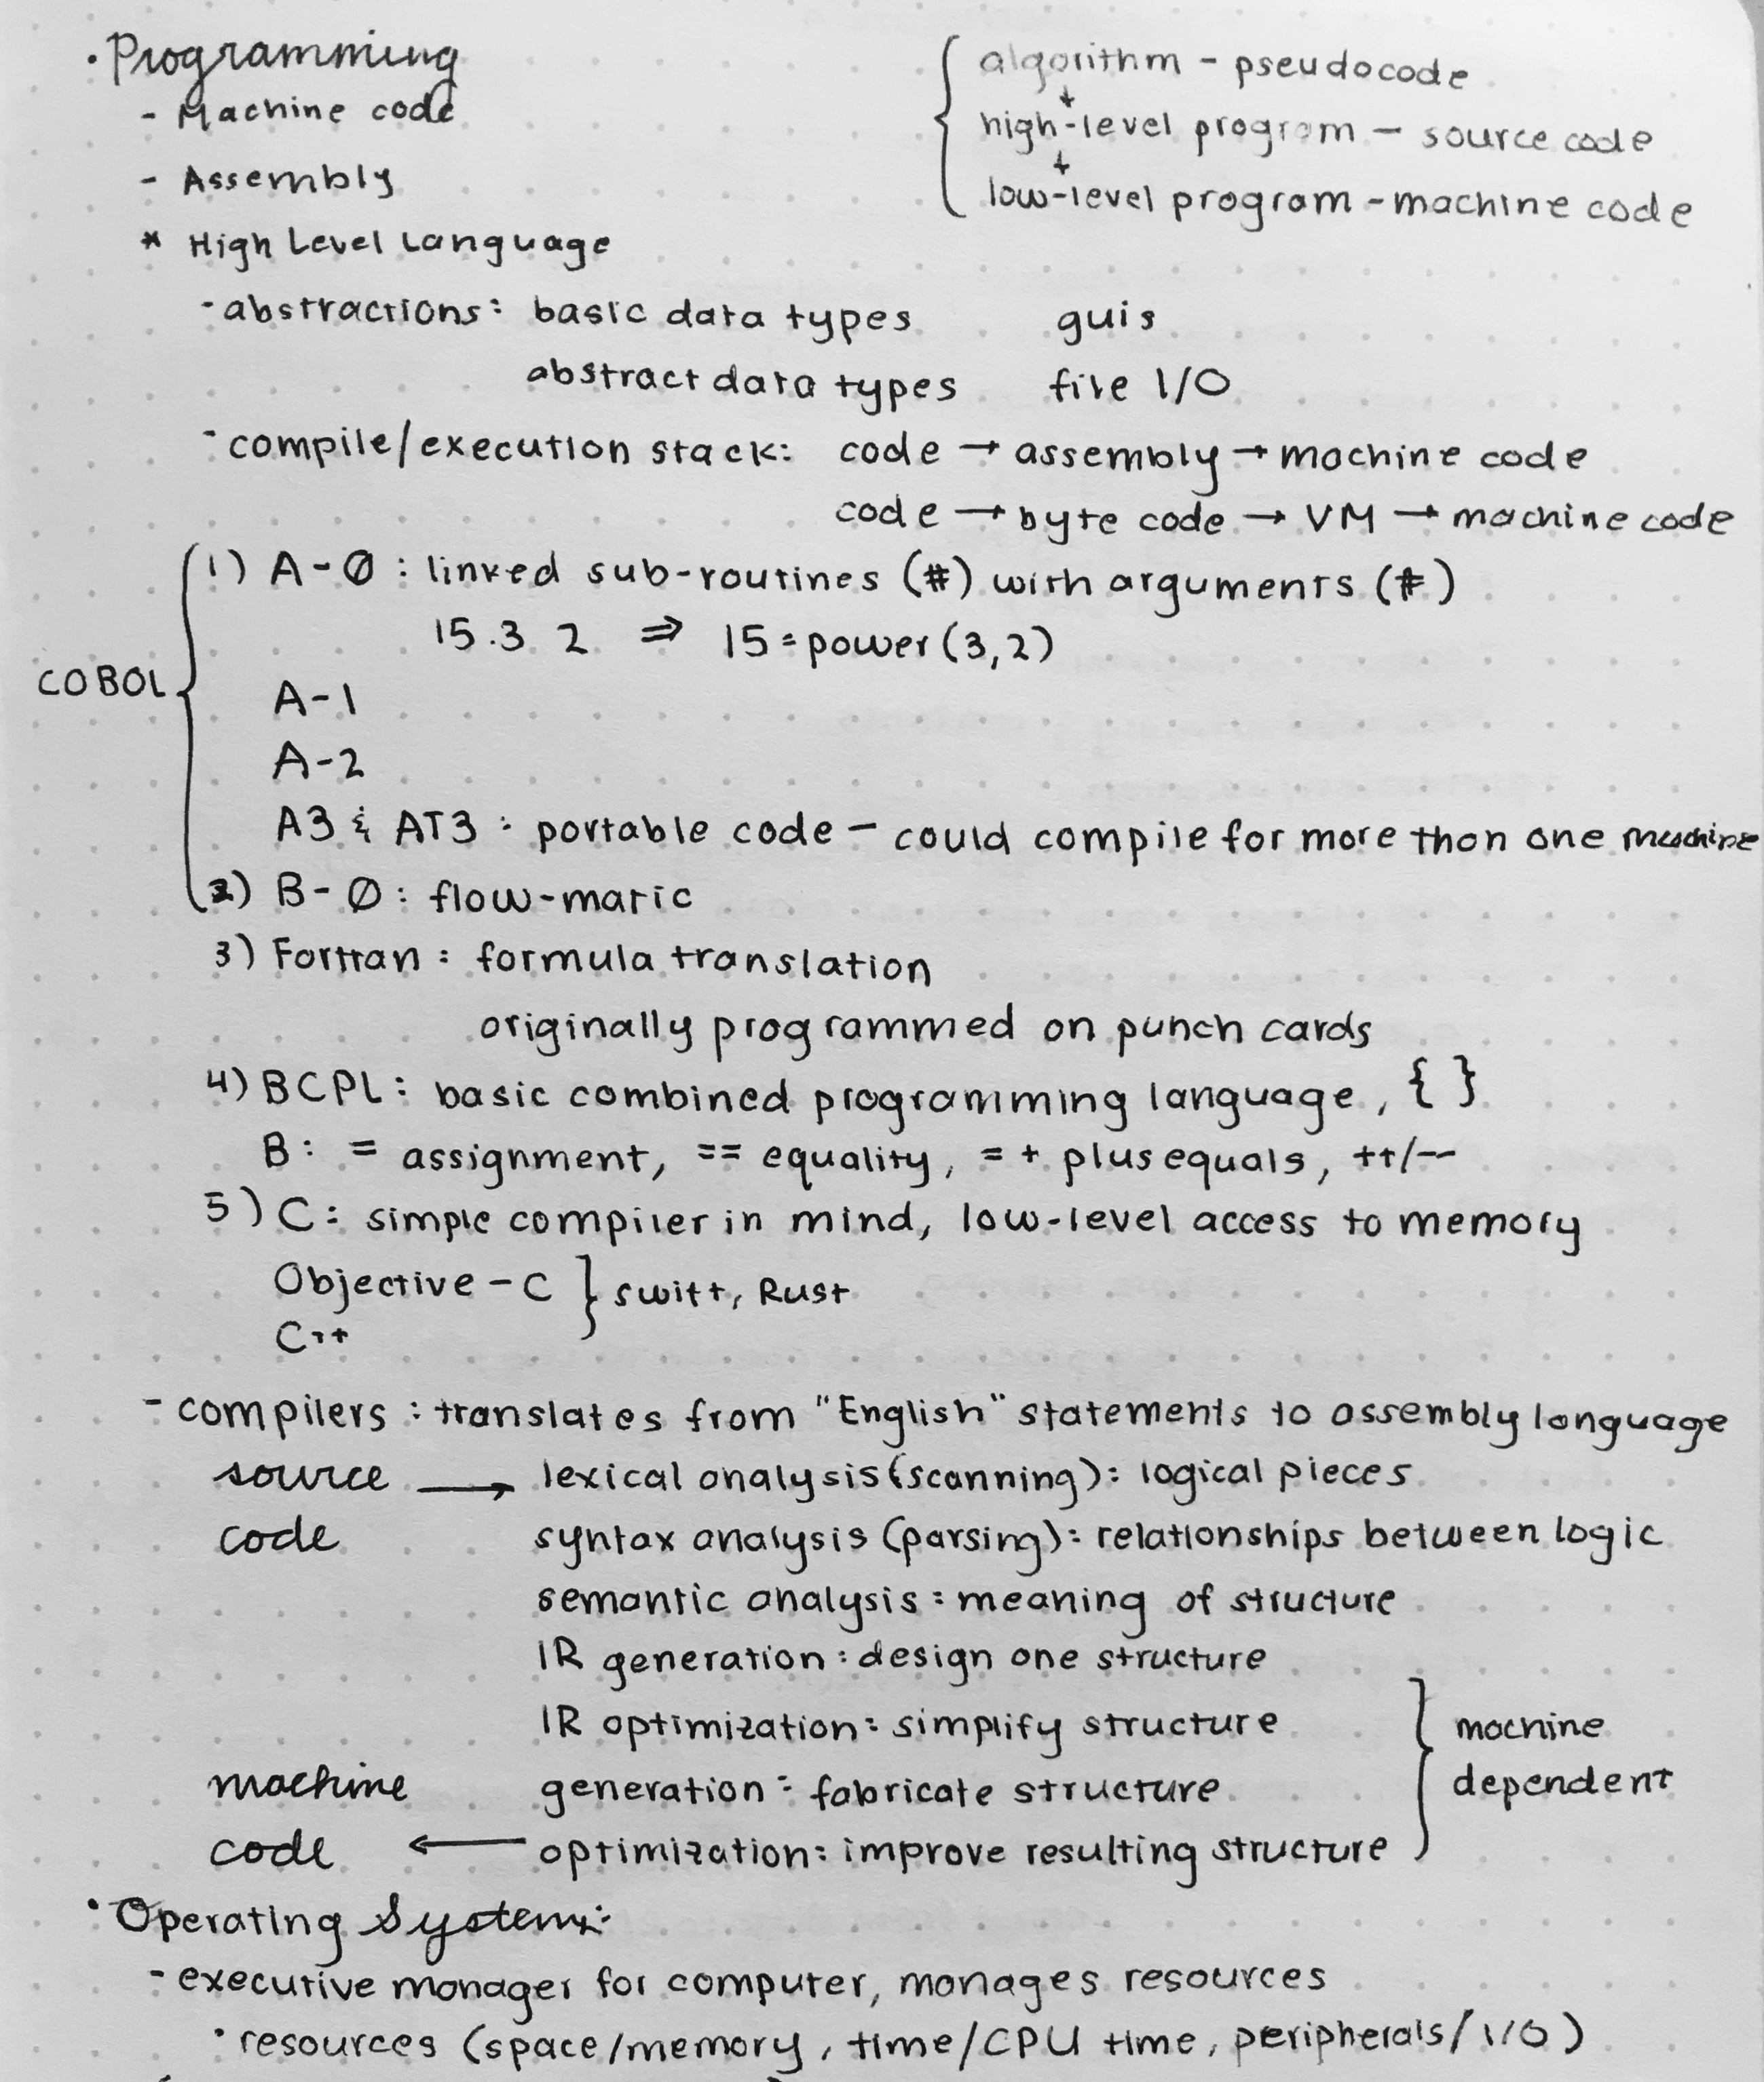 · Programming
- Machine code
- Assembly
{ algorithm - pseudocode
↓
high-level program - source code
↓
low-level program - machine code
* High Level Language
- abstractions: basic data types guis
abstract data types file I/O
- compile/execution stack: code → assembly → machine code
code → byte code → VM → machine code
COBOL {
1) A-Ø: linked sub-routines (#) with arguments (#)
15.3 2 ⇒ 15 = power (3,2)
A-1
A-2
A3 & AT3: portable code - could compile for more than one machine
2) B-Ø: flow-matic
3) Fortran: formula translation
originally programmed on punch cards
4) BCPL: basic combined programming language, { }
B: = assignment, == equality, =+ plus equals, ++/--
5) C: simple compiler in mind, low-level access to memory
Objective-C } swift, Rust
C++
- compilers: translates from "English" statements to assembly language
source → lexical analysis (scanning): logical pieces
code syntax analysis (parsing): relationships between logic
semantic analysis: meaning of structure
IR generation: design one structure
IR optimization: simplify structure } machine
machine generation: fabricate structure dependent
code ← optimization: improve resulting structure
· Operating Systems:
- executive manager for computer, manages resources
· resources (space/memory, time/CPU time, peripherals/I/O)